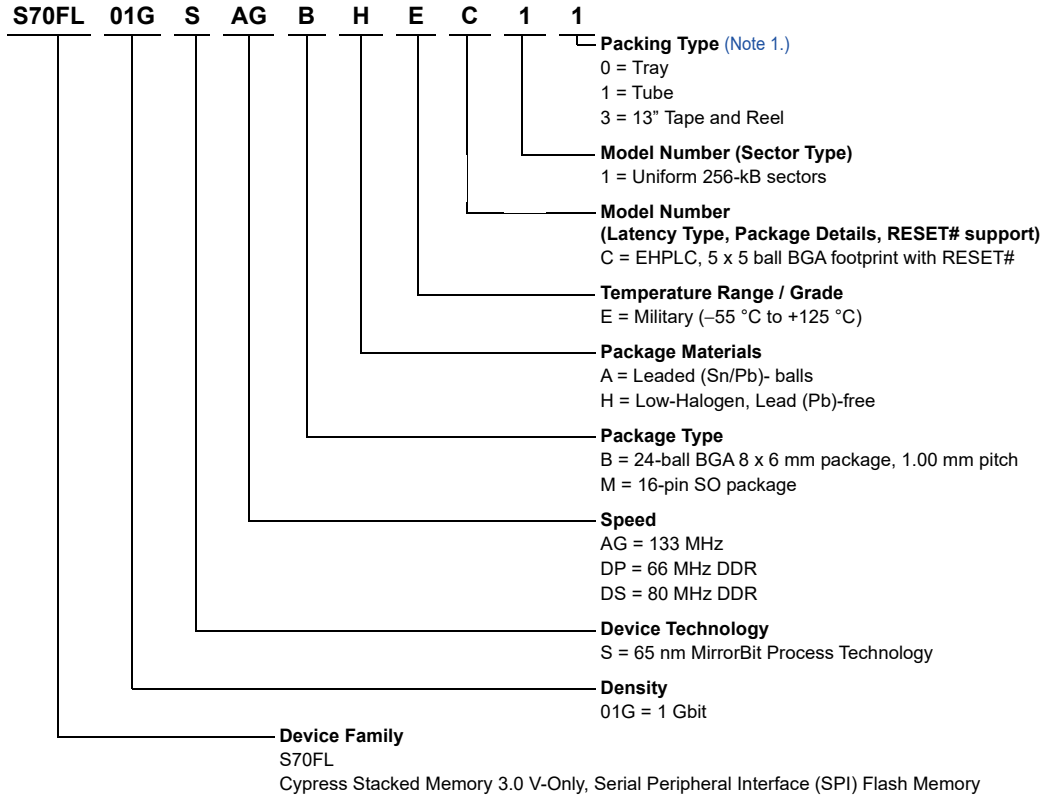 S70FL 01G S AG B H E C 1 1
Packing Type (Note 1.)
0 = Tray
1 = Tube
3 = 13” Tape and Reel
Model Number (Sector Type)
1 = Uniform 256-kB sectors
Model Number
(Latency Type, Package Details, RESET# support)
C = EHPLC, 5 x 5 ball BGA footprint with RESET#
Temperature Range / Grade
E = Military (–55 °C to +125 °C)
Package Materials
A = Leaded (Sn/Pb)- balls
H = Low-Halogen, Lead (Pb)-free
Package Type
B = 24-ball BGA 8 x 6 mm package, 1.00 mm pitch
M = 16-pin SO package
Speed
AG = 133 MHz
DP = 66 MHz DDR
DS = 80 MHz DDR
Device Technology
S = 65 nm MirrorBit Process Technology
Density
01G = 1 Gbit
Device Family
S70FL
Cypress Stacked Memory 3.0 V-Only, Serial Peripheral Interface (SPI) Flash Memory